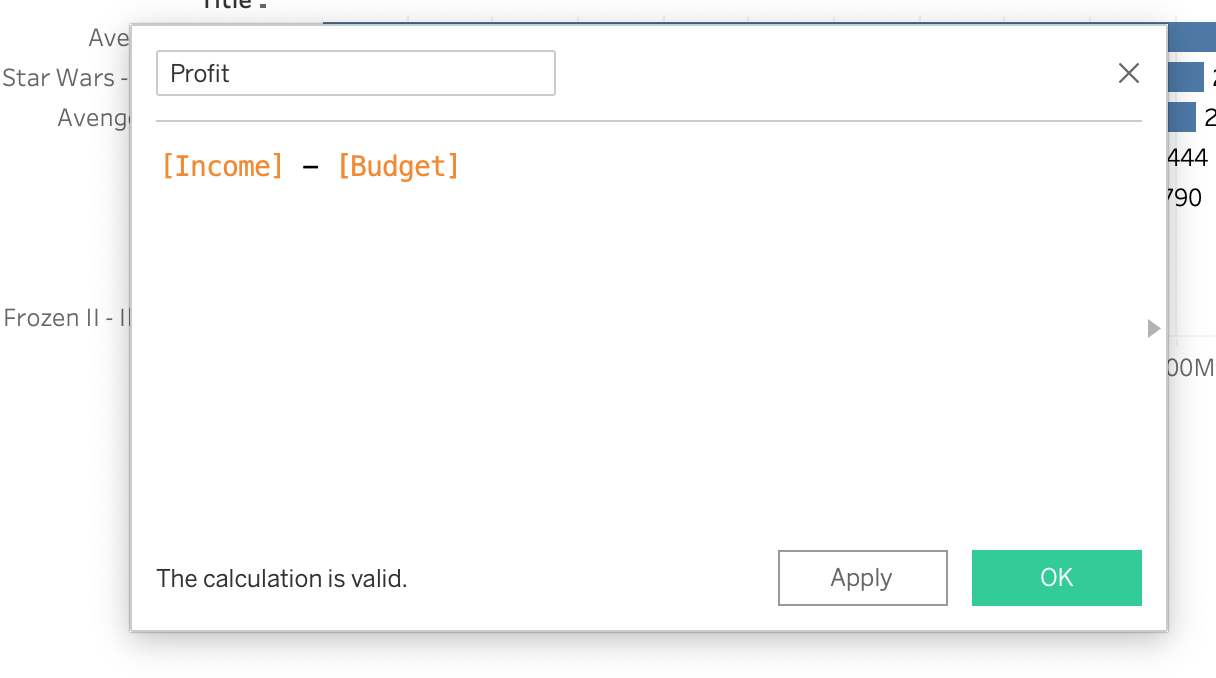 Title
Ave
Profit
Star Wars -
2
Aveng
2
[Income] - [Budget]
444
790
Frozen II - I
00M
The calculation is valid.
Apply
OK